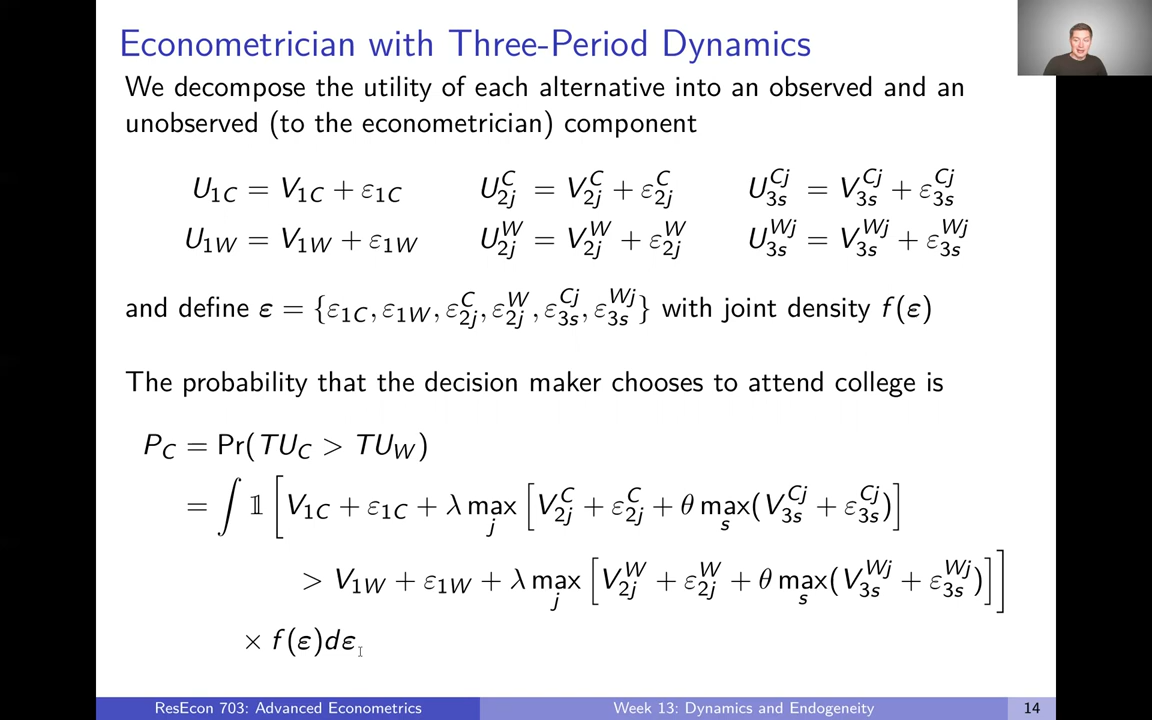 Econometrician with Three-Period Dynamics
We decompose the utility of each alternative into an observed and an
unobserved (to the econometrician) component
U_{1C} = V_{1C} + ε_{1C}    U^C_{2j} = V^C_{2j} + ε^C_{2j}    U^{Cj}_{3s} = V^{Cj}_{3s} + ε^{Cj}_{3s}
U_{1W} = V_{1W} + ε_{1W}    U^W_{2j} = V^W_{2j} + ε^W_{2j}    U^{Wj}_{3s} = V^{Wj}_{3s} + ε^{Wj}_{3s}
and define ε = {ε_{1C}, ε_{1W}, ε^C_{2j}, ε^W_{2j}, ε^{Cj}_{3s}, ε^{Wj}_{3s}} with joint density f(ε)
The probability that the decision maker chooses to attend college is
P_C = Pr(TU_C > TU_W)
= ∫ 𝟙 [V_{1C} + ε_{1C} + λ max_j [V^C_{2j} + ε^C_{2j} + θ max_s (V^{Cj}_{3s} + ε^{Cj}_{3s})]
> V_{1W} + ε_{1W} + λ max_j [V^W_{2j} + ε^W_{2j} + θ max_s (V^{Wj}_{3s} + ε^{Wj}_{3s})]]
× f(ε)dε
ResEcon 703: Advanced Econometrics    Week 13: Dynamics and Endogeneity    14